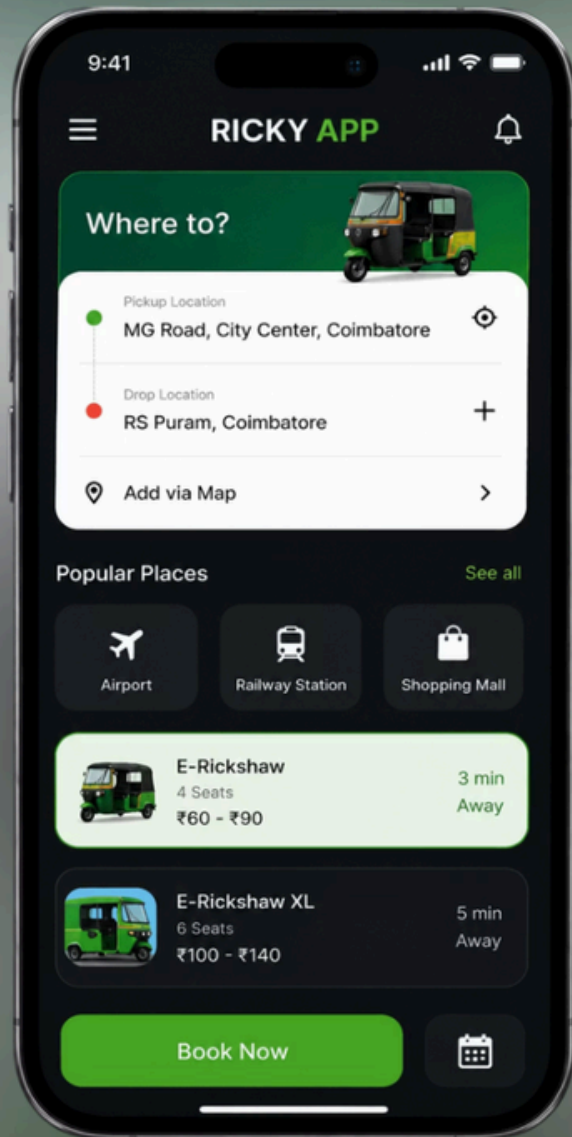 9:41
RICKY APP
Where to?
Pickup Location
MG Road, City Center, Coimbatore
Drop Location
RS Puram, Coimbatore
Add via Map
Popular Places
See all
Airport
Railway Station
Shopping Mall
E-Rickshaw
4 Seats
₹60 - ₹90
3 min
Away
E-Rickshaw XL
6 Seats
₹100 - ₹140
5 min
Away
Book Now